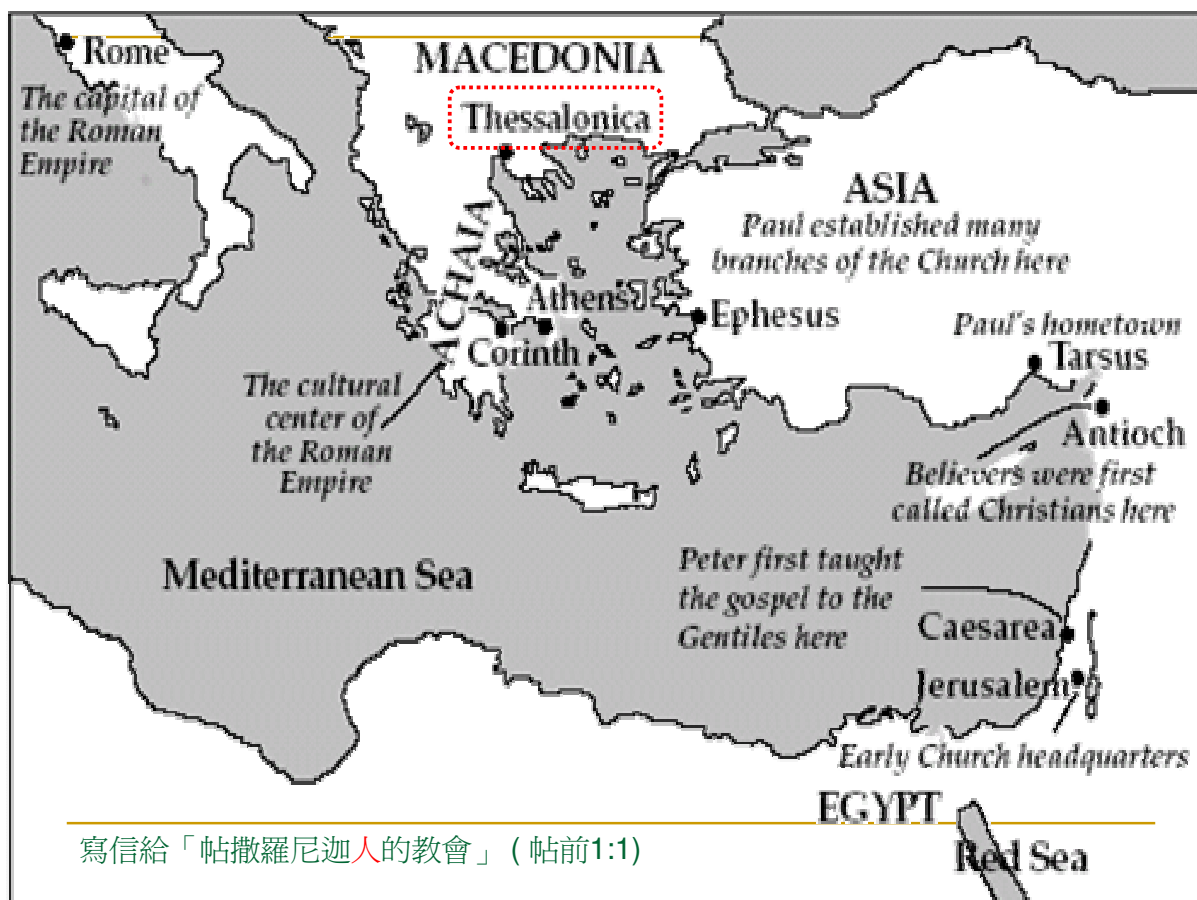 Rome
The capital of
the Roman
Empire
MACEDONIA
Thessalonica
ASIA
Paul established many
branches of the Church here
ACHAIA
Athens
Corinth
Ephesus
The cultural
center of
the Roman
Empire
Paul's hometown
Tarsus
Antioch
Believers were first
called Christians here
Mediterranean Sea
Peter first taught
the gospel to the
Gentiles here
Caesarea
Jerusalem
Early Church headquarters
EGYPT
Red Sea
寫信給「帖撒羅尼迦人的教會」 ( 帖前1:1)